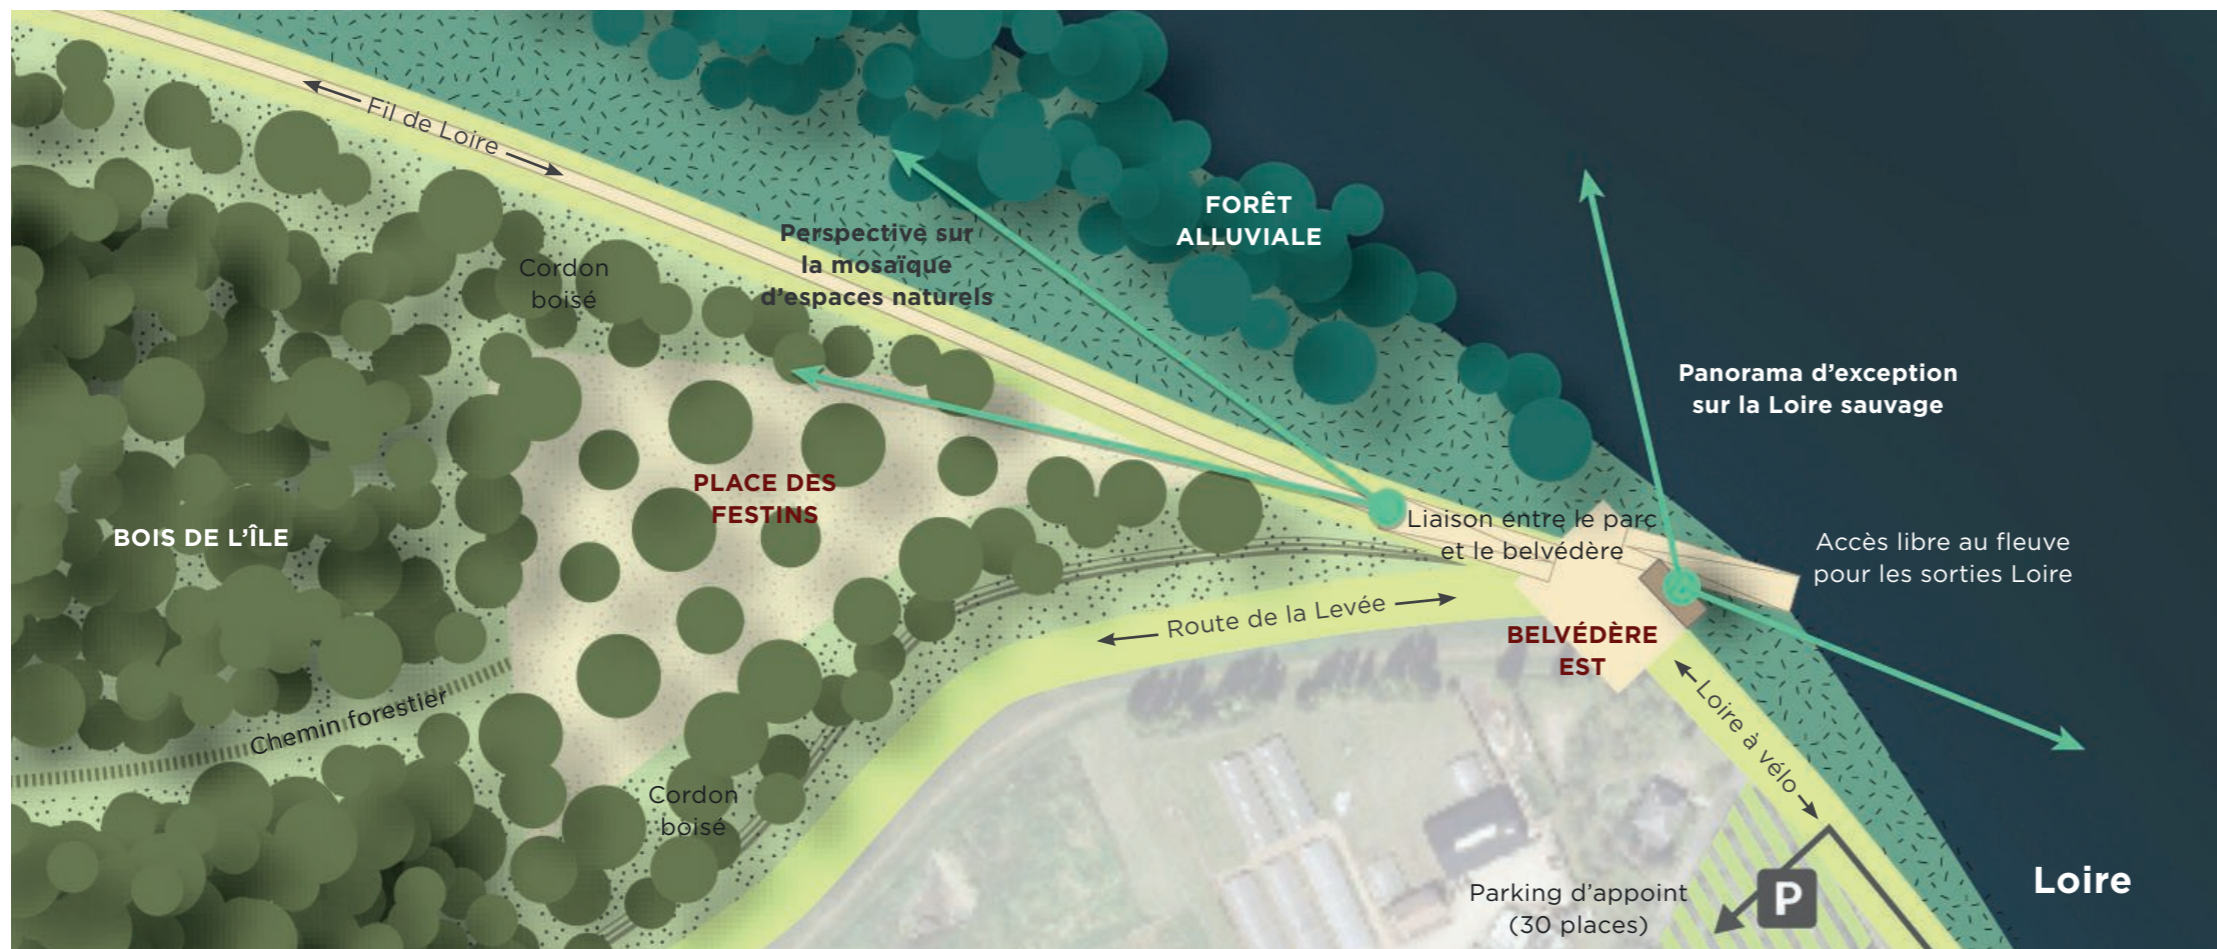 Fil de Loire
Perspective sur
la mosaïque
d’espaces naturels
FORÊT
ALLUVIALE
Cordon
boisé
Panorama d’exception
sur la Loire sauvage
PLACE DES
FESTINS
BOIS DE L’ÎLE
Liaison entre le parc
et le belvédère
Accès libre au fleuve
pour les sorties Loire
Route de la Levée
BELVÉDÈRE
EST
Chemin forestier
Loire à vélo
Cordon
boisé
Loire
Parking d’appoint
(30 places)
P